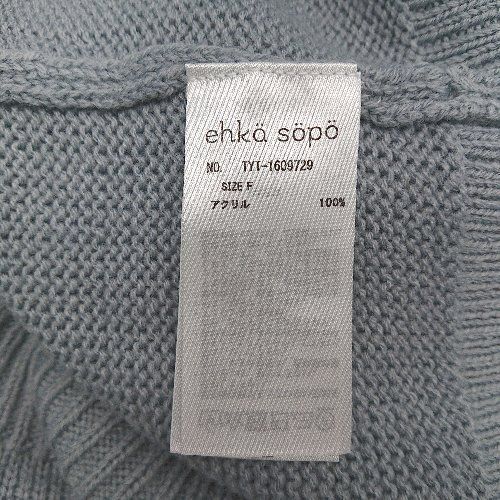 ehkä söpö
NO. TYT-1609729
SIZE F
アクリル 100%